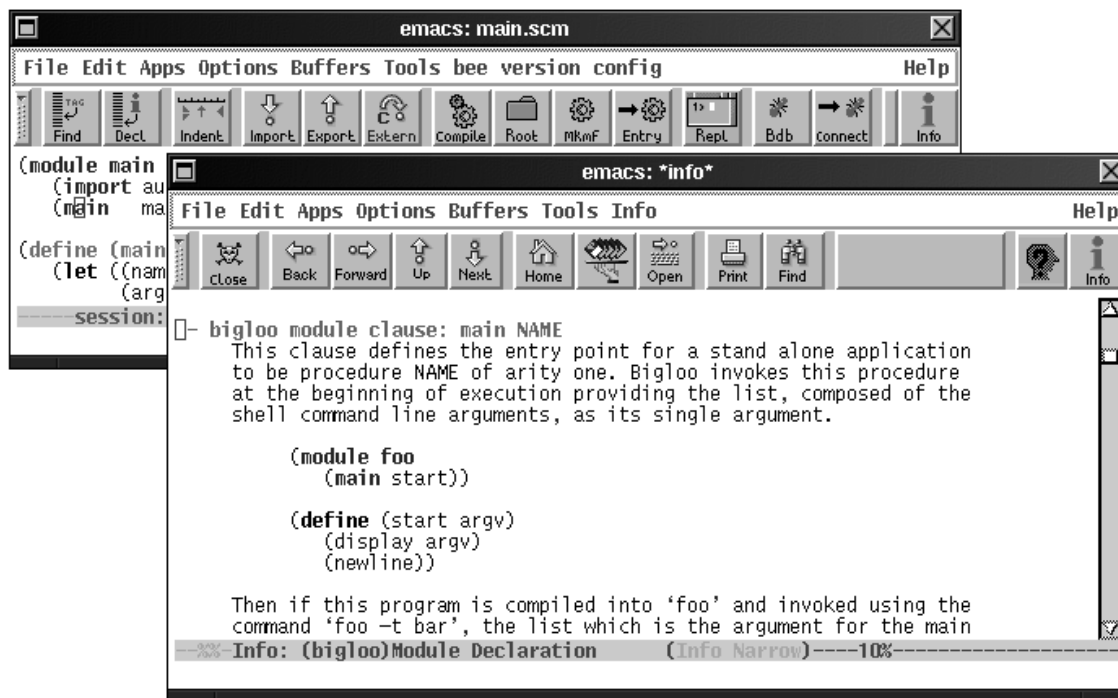 emacs: main.scm
File Edit Apps Options Buffers Tools bee version config Help
TAG
Find Decl Indent Import Export Extern Compile Root MkmF Entry Repl Bdb connect Info
(module main
(import au
(main ma
(define (main
(let ((nam
(arg
-----session:
emacs: *info*
File Edit Apps Options Buffers Tools Info Help
Close Back Forward Up Next Home Open Print Find Info
- bigloo module clause: main NAME
This clause defines the entry point for a stand alone application
to be procedure NAME of arity one. Bigloo invokes this procedure
at the beginning of execution providing the list, composed of the
shell command line arguments, as its single argument.
(module foo
(main start))
(define (start argv)
(display argv)
(newline))
Then if this program is compiled into ‘foo’ and invoked using the
command ‘foo —t bar’, the list which is the argument for the main
--%%-Info: (bigloo)Module Declaration (Info Narrow)----10%---------------------